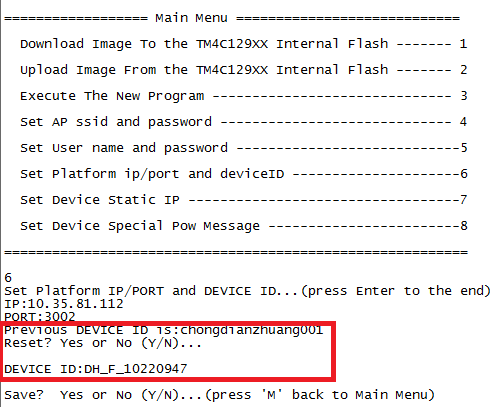 ================== Main Menu ============================
Download Image To the TM4C129XX Internal Flash ------- 1
Upload Image From the TM4C129XX Internal Flash ------- 2
Execute The New Program ------------------------------ 3
Set AP ssid and password ----------------------------- 4
Set User name and password ----------------------------5
Set Platform ip/port and deviceID ---------------------6
Set Device Static IP ----------------------------------7
Set Device Special Pow Message ------------------------8
==========================================================
6
Set Platform IP/PORT and DEVICE ID...(press Enter to the end)
IP:10.35.81.112
PORT:3002
Previous DEVICE ID is:chongdianzhuang001
Reset? Yes or No (Y/N)...
DEVICE ID:DH_F_10220947
Save?  Yes or No (Y/N)...(press 'M' back to Main Menu)